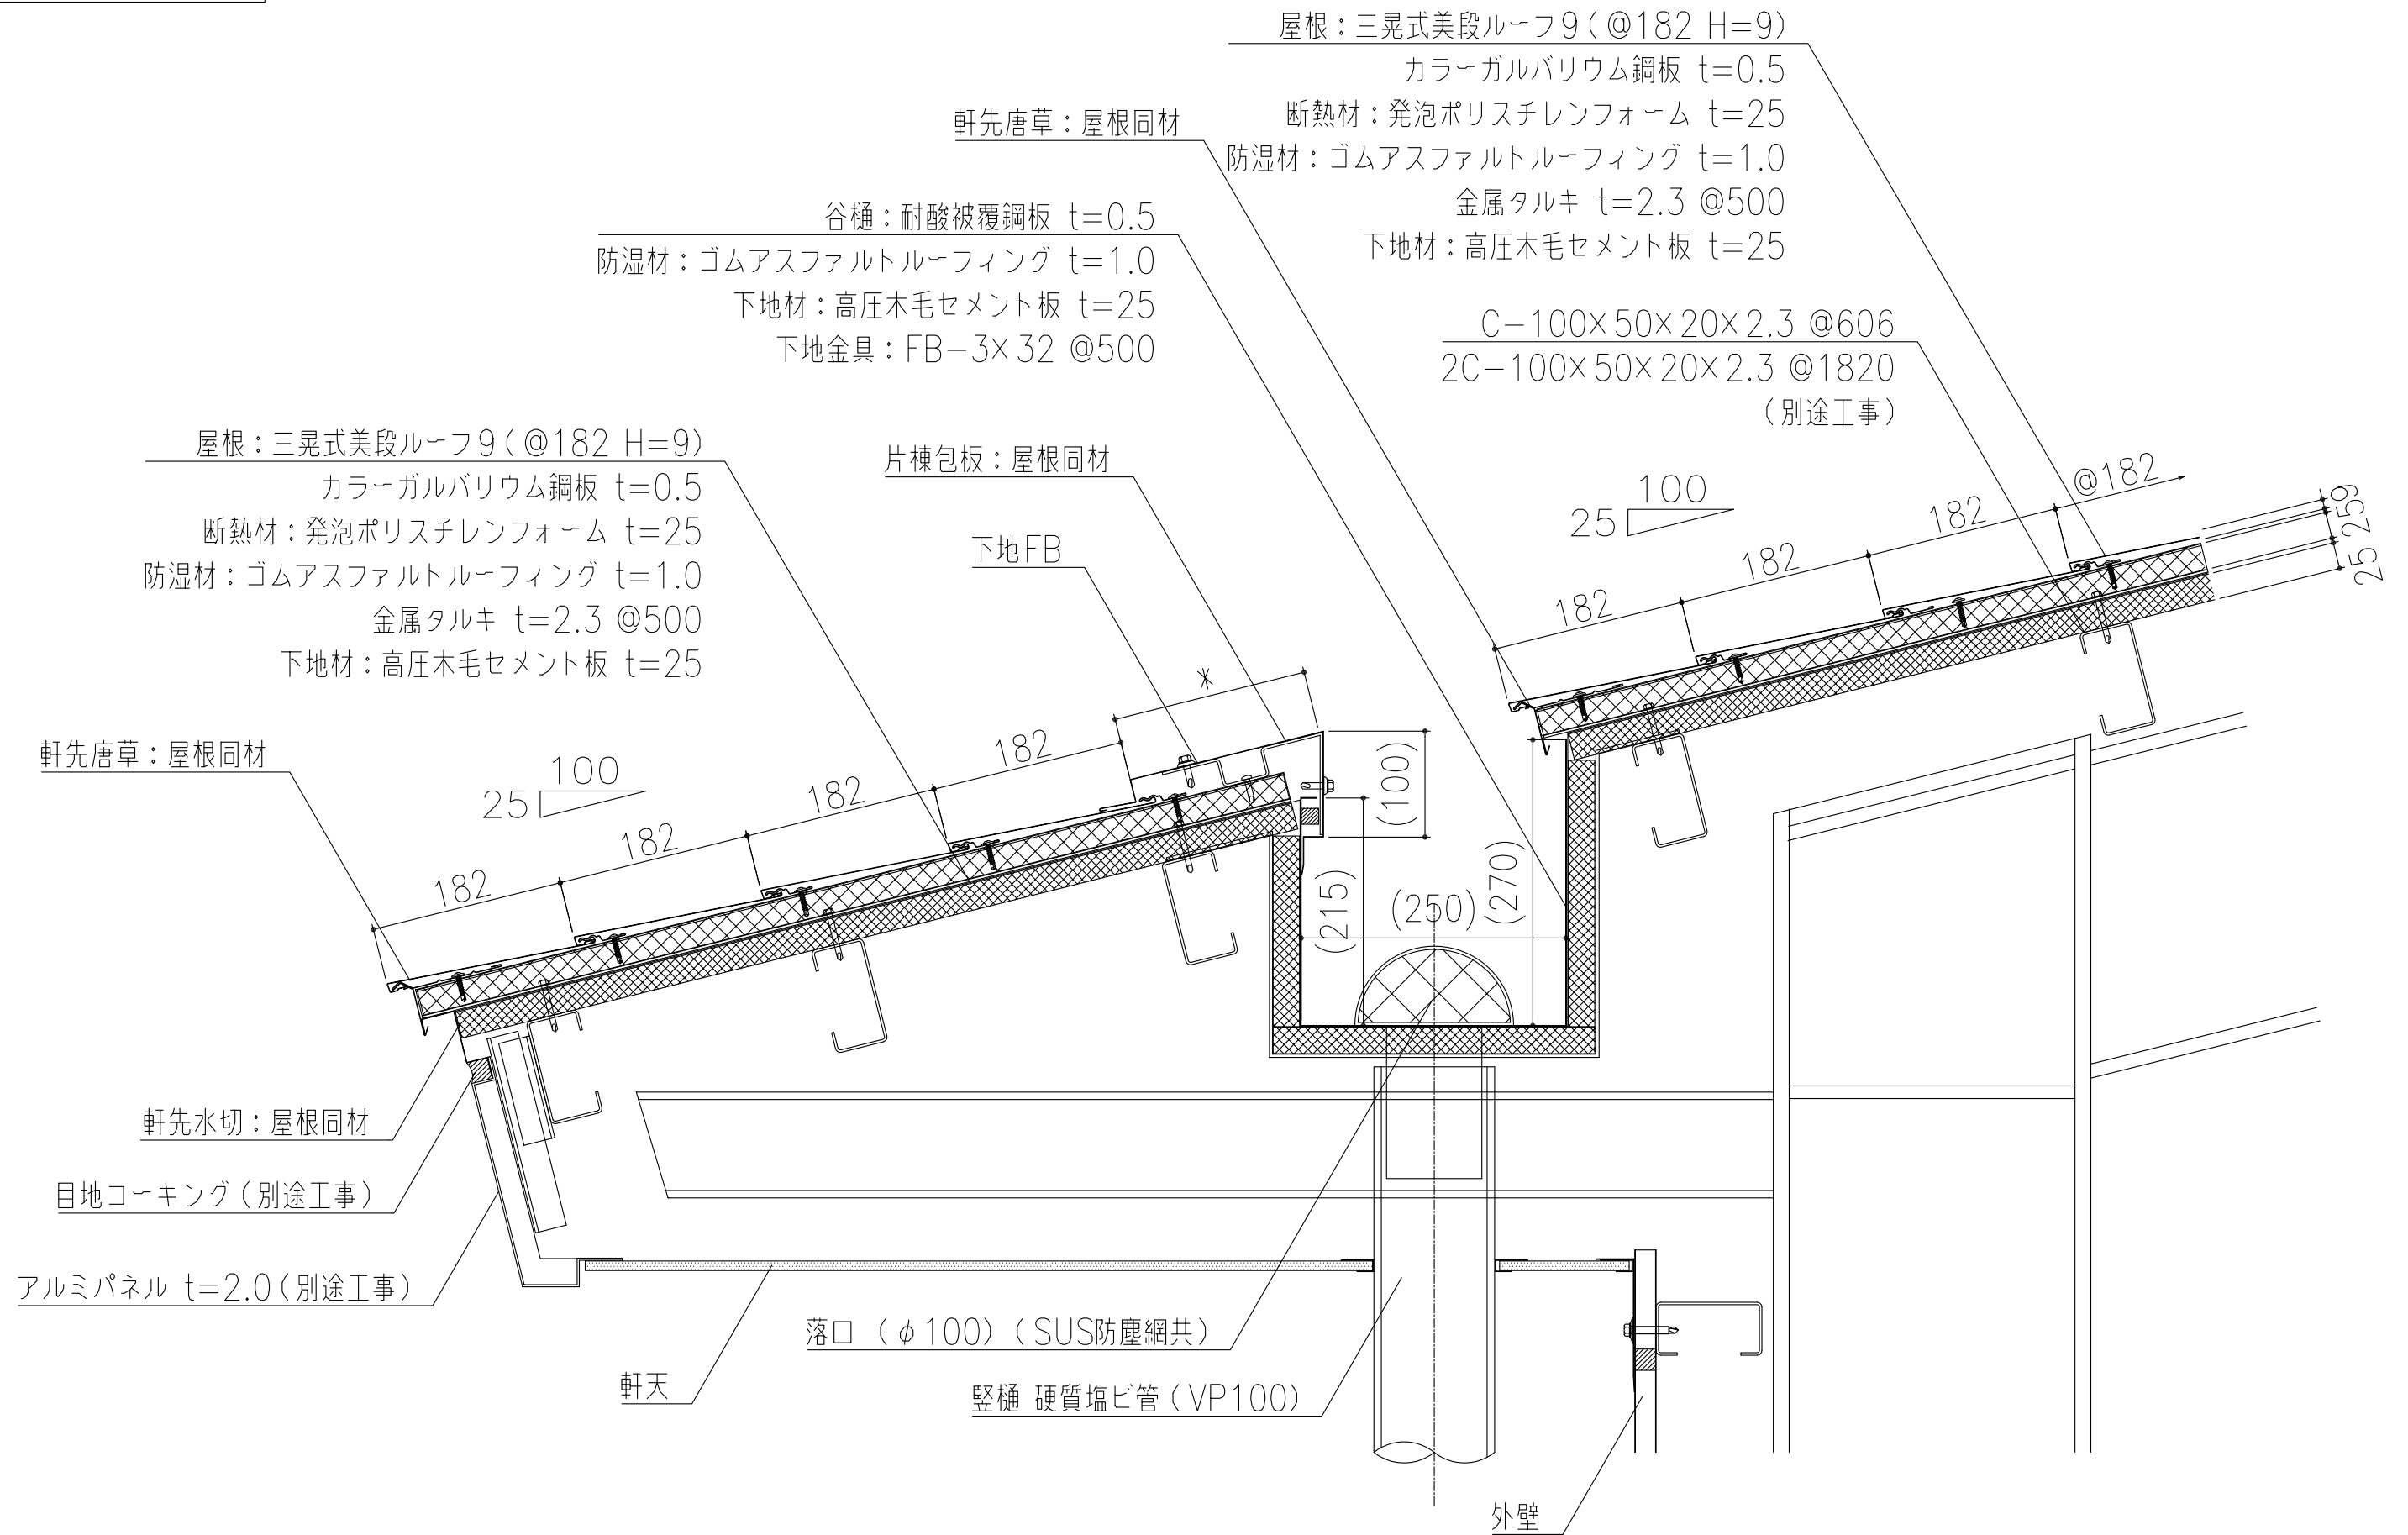 屋根：三晃式美段ルーフ9（@182 H=9）
カラーガルバリウム鋼板 t=0.5
断熱材：発泡ポリスチレンフォーム t=25
防湿材：ゴムアスファルトルーフィング t=1.0
金属タルキ t=2.3 @500
下地材：高圧木毛セメント板 t=25
軒先唐草：屋根同材
谷樋：耐酸被覆鋼板 t=0.5
防湿材：ゴムアスファルトルーフィング t=1.0
下地材：高圧木毛セメント板 t=25
下地金具：FB-3×32 @500
C-100×50×20×2.3 @606
2C-100×50×20×2.3 @1820
（別途工事）
屋根：三晃式美段ルーフ9（@182 H=9）
カラーガルバリウム鋼板 t=0.5
断熱材：発泡ポリスチレンフォーム t=25
防湿材：ゴムアスファルトルーフィング t=1.0
金属タルキ t=2.3 @500
下地材：高圧木毛セメント板 t=25
片棟包板：屋根同材
下地FB
100
25
182
182
182
@182
9
25
25
軒先唐草：屋根同材
100
25
182
182
182
182
*
(100)
(215)
(250)
(270)
軒先水切：屋根同材
目地コーキング（別途工事）
アルミパネル t=2.0（別途工事）
落口 （φ100）（SUS防塵網共）
軒天
竪樋 硬質塩ビ管（VP100）
外壁